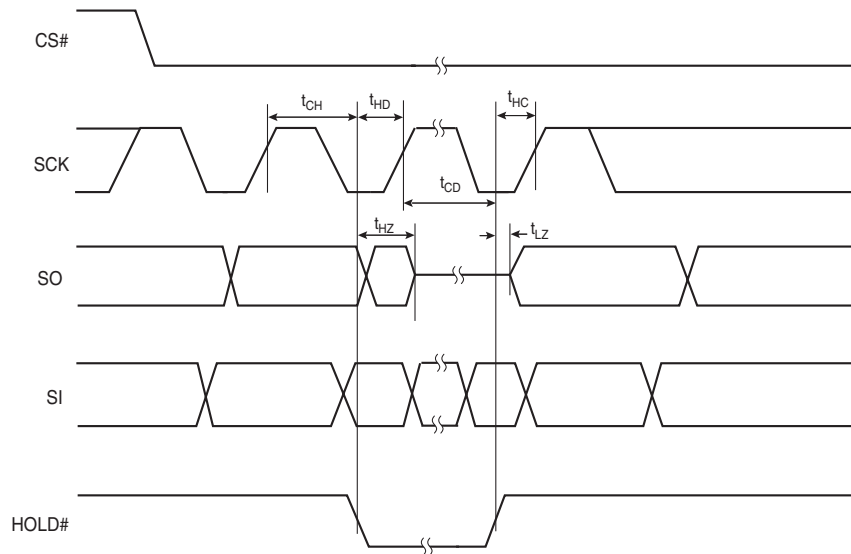 CS#
tCH
tHD
tHC
SCK
tCD
tHZ
tLZ
SO
SI
HOLD#